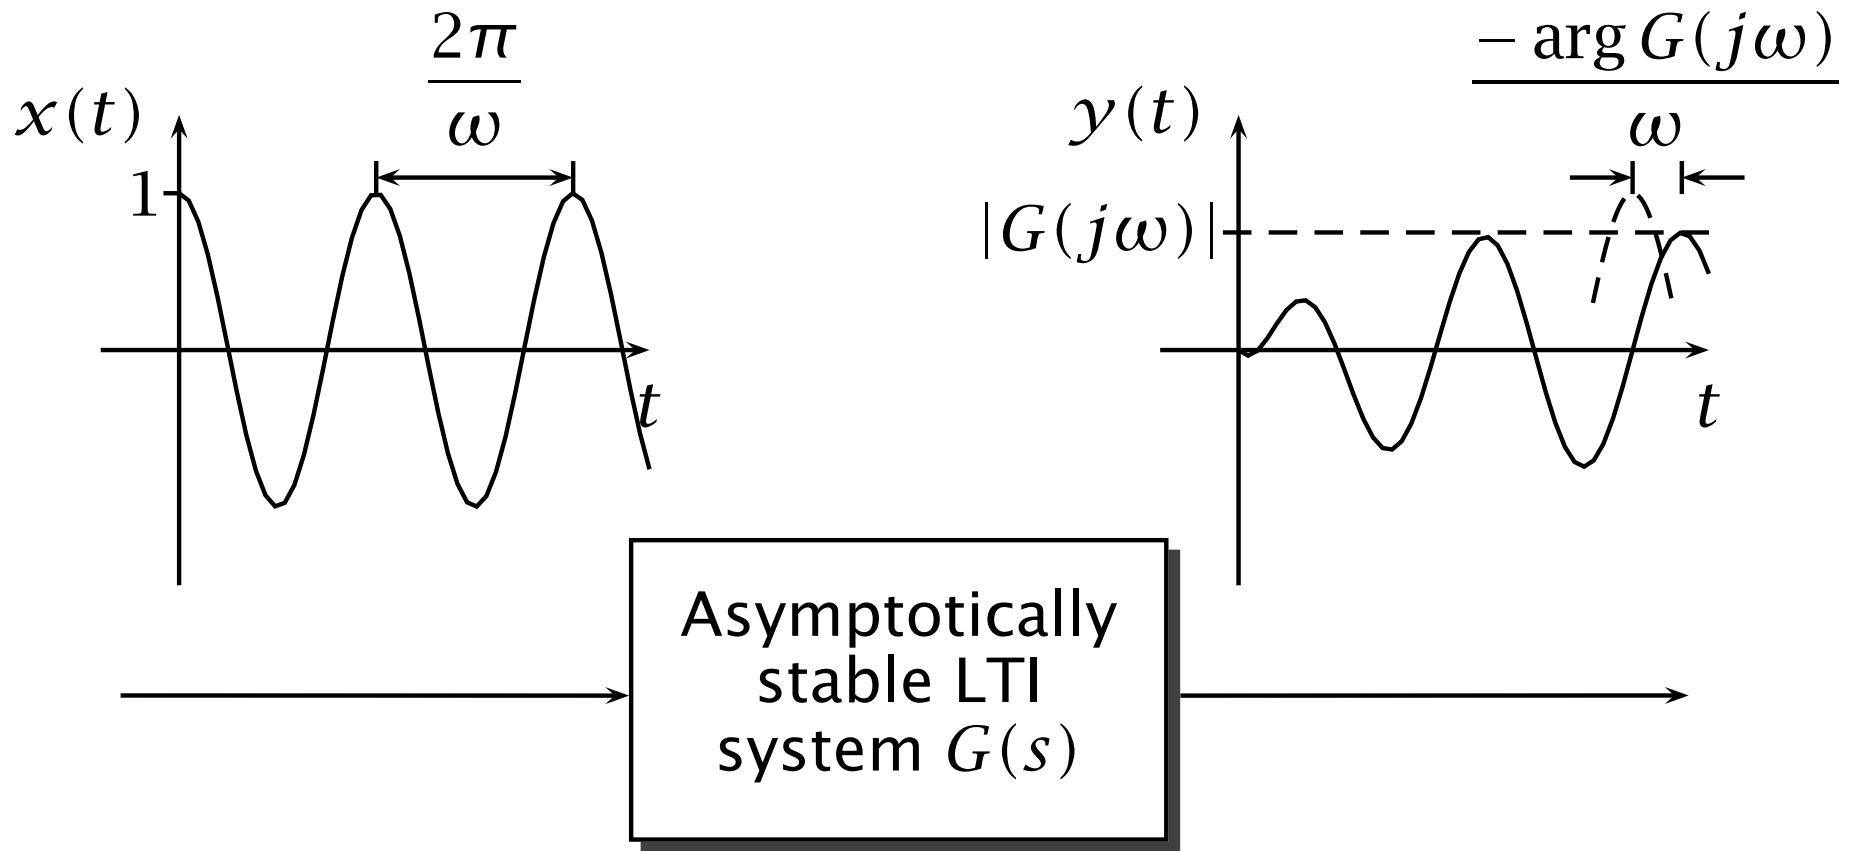 x(t)
2π
ω
1
t
y(t)
|G(jω)|
− arg G(jω)
ω
t
Asymptotically
stable LTI
system G(s)